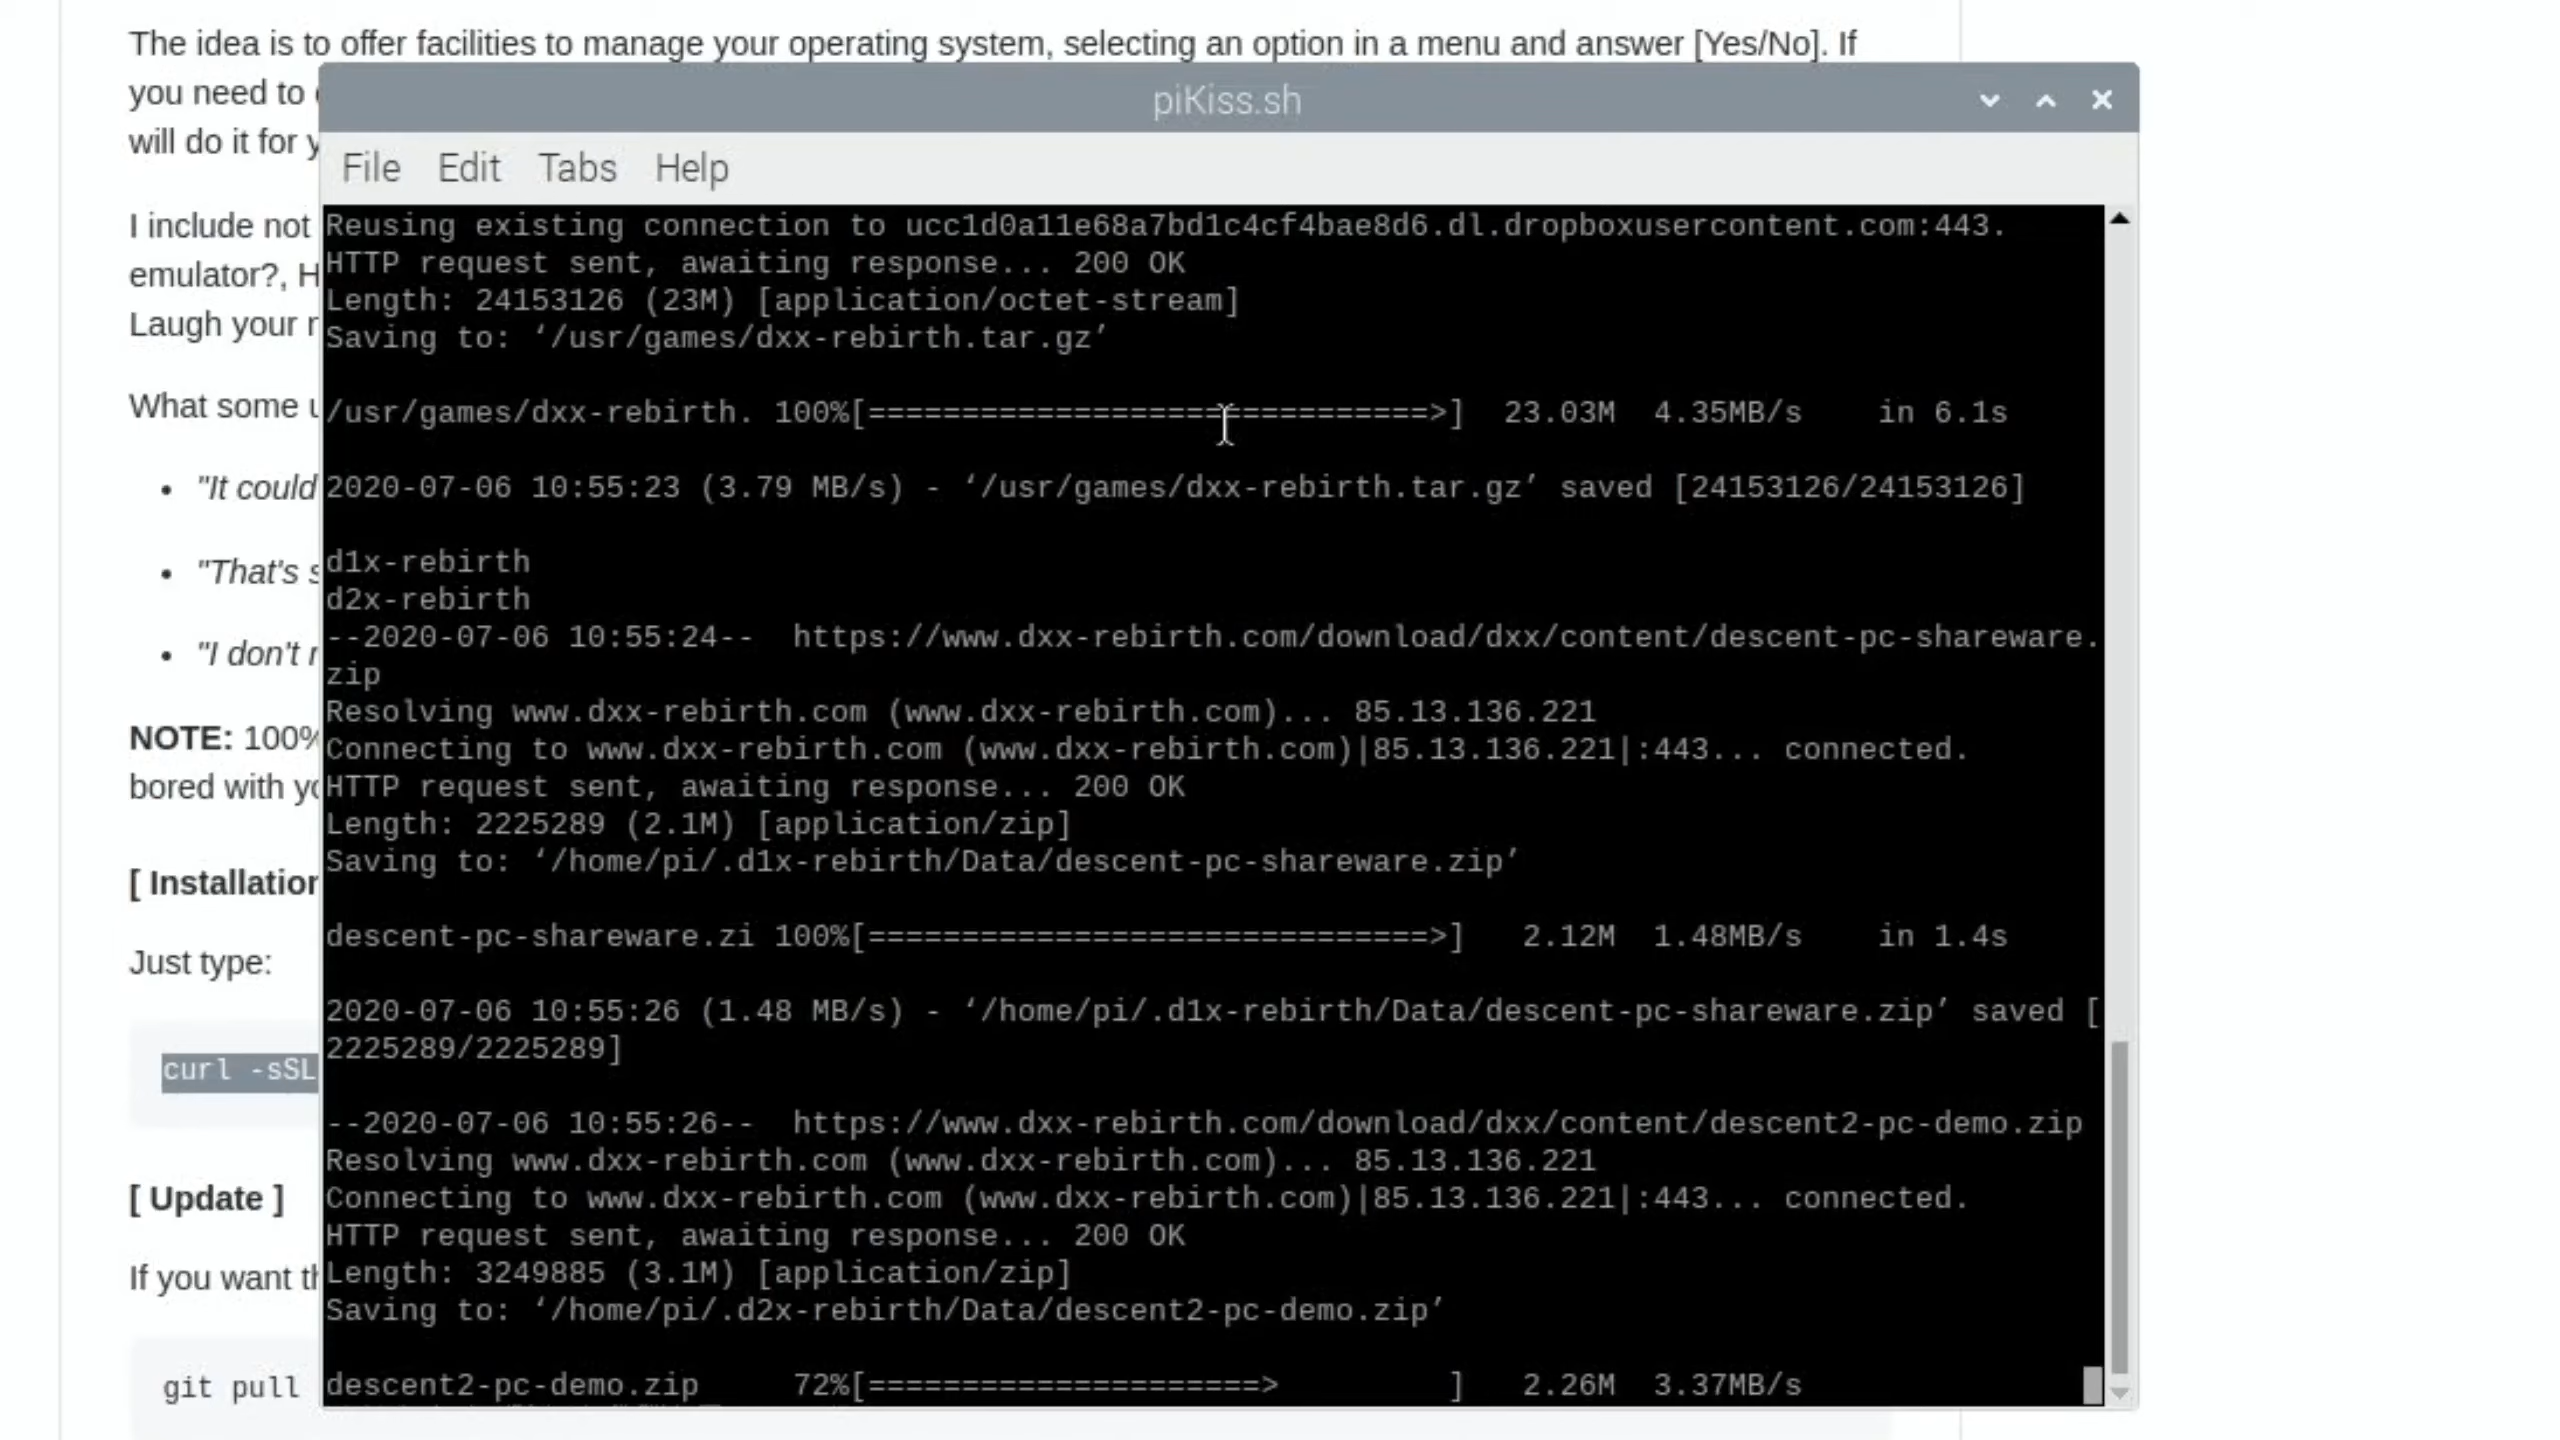 The idea is to offer facilities to manage your operating system, selecting an option in a menu and answer [Yes/No]. If
you need to
will do it for
piKiss.sh
File Edit Tabs Help
I include not
emulator?,
Laugh your
What some
"It could
"That's
"I don't
NOTE: 100%
bored with
[ Installation
Just type:
curl -sSL
[ Update ]
If you want
git pull
Reusing existing connection to ucc1d0a11e68a7bd1c4cf4bae8d6.dl.dropboxusercontent.com:443.
HTTP request sent, awaiting response... 200 OK
Length: 24153126 (23M) [application/octet-stream]
Saving to: ‘/usr/games/dxx-rebirth.tar.gz’
/usr/games/dxx-rebirth. 100%[==============================>] 23.03M 4.35MB/s in 6.1s
2020-07-06 10:55:23 (3.79 MB/s) - ‘/usr/games/dxx-rebirth.tar.gz’ saved [24153126/24153126]
d1x-rebirth
d2x-rebirth
--2020-07-06 10:55:24-- https://www.dxx-rebirth.com/download/dxx/content/descent-pc-shareware.
zip
Resolving www.dxx-rebirth.com (www.dxx-rebirth.com)... 85.13.136.221
Connecting to www.dxx-rebirth.com (www.dxx-rebirth.com)|85.13.136.221|:443... connected.
HTTP request sent, awaiting response... 200 OK
Length: 2225289 (2.1M) [application/zip]
Saving to: ‘/home/pi/.d1x-rebirth/Data/descent-pc-shareware.zip’
descent-pc-shareware.zi 100%[==============================>] 2.12M 1.48MB/s in 1.4s
2020-07-06 10:55:26 (1.48 MB/s) - ‘/home/pi/.d1x-rebirth/Data/descent-pc-shareware.zip’ saved [
2225289/2225289]
--2020-07-06 10:55:26-- https://www.dxx-rebirth.com/download/dxx/content/descent2-pc-demo.zip
Resolving www.dxx-rebirth.com (www.dxx-rebirth.com)... 85.13.136.221
Connecting to www.dxx-rebirth.com (www.dxx-rebirth.com)|85.13.136.221|:443... connected.
HTTP request sent, awaiting response... 200 OK
Length: 3249885 (3.1M) [application/zip]
Saving to: ‘/home/pi/.d2x-rebirth/Data/descent2-pc-demo.zip’
descent2-pc-demo.zip 72%[=====================> ] 2.26M 3.37MB/s